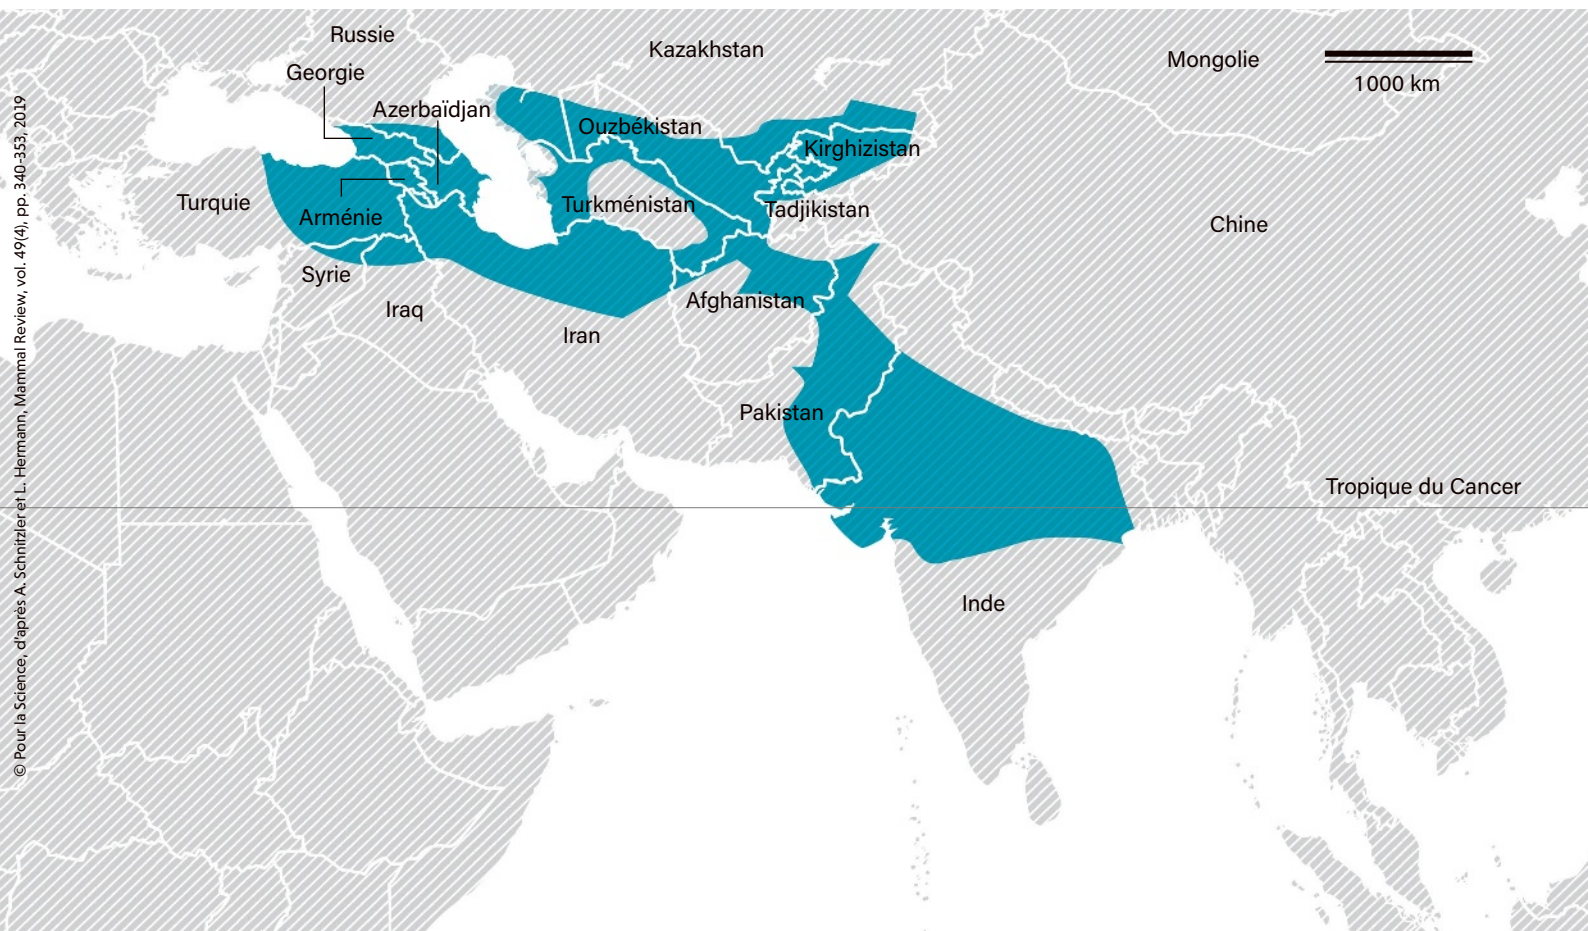 Russie
Kazakhstan
Mongolie
Georgie
1000 km
Azerbaïdjan
Ouzbékistan
Kirghizistan
Turquie
Arménie
Turkménistan
Tadjikistan
Chine
Syrie
Iraq
Iran
Afghanistan
Pakistan
Tropique du Cancer
Inde
© Pour la Science, d'après A. Schnitzler et L. Hermann, Mammal Review, vol. 49(4), pp. 340-353, 2019